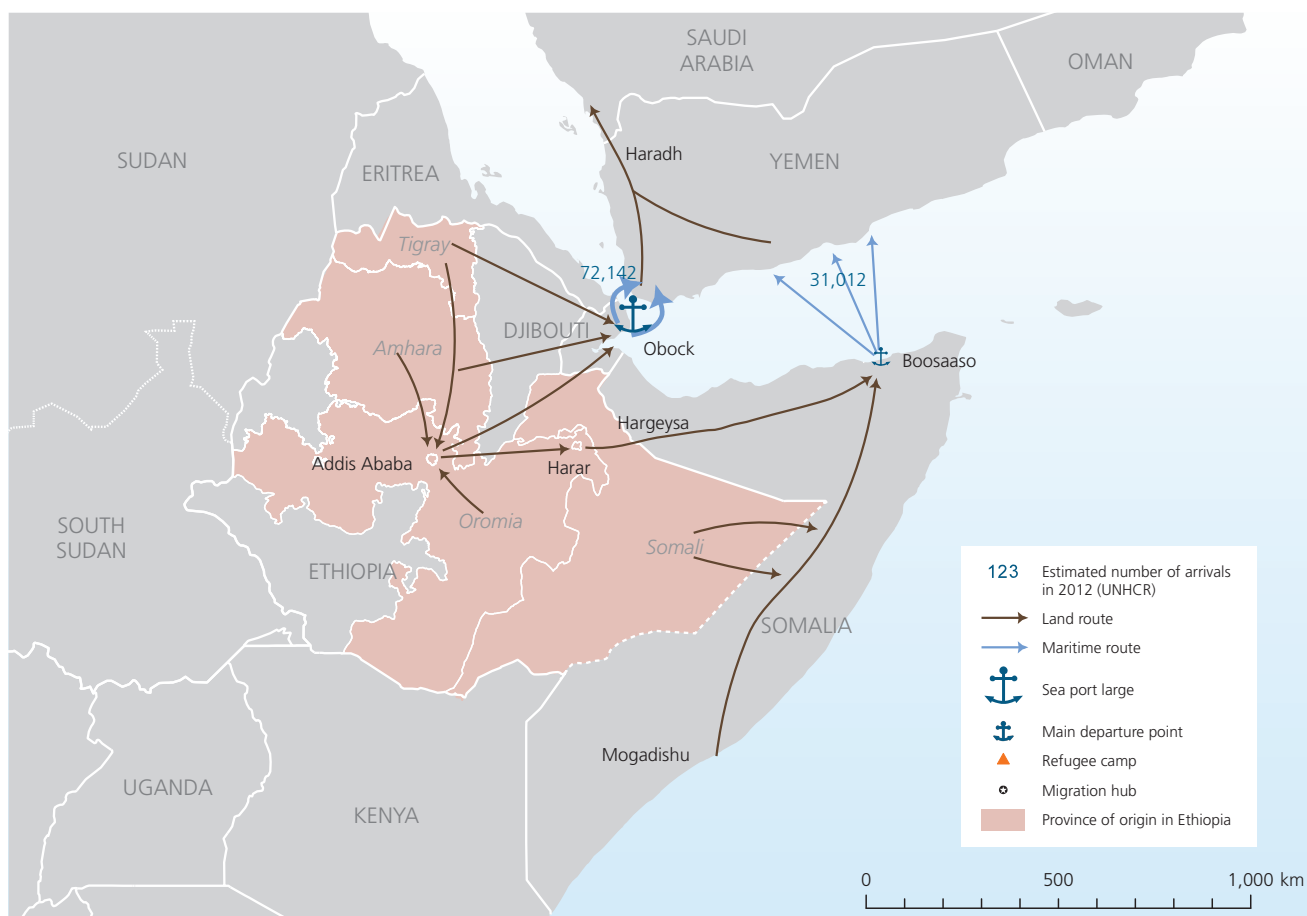 SAUDI
ARABIA
OMAN
SUDAN
Haradh
YEMEN
ERITREA
Tigray
72,142
31,012
DJIBOUTI
Obock
Amhara
Boosaaso
Hargeysa
Addis Ababa
Harar
SOUTH
SUDAN
Oromia
Somali
ETHIOPIA
SOMALIA
Mogadishu
UGANDA
KENYA
123 Estimated number of arrivals
in 2012 (UNHCR)
Land route
Maritime route
Sea port large
Main departure point
Refugee camp
Migration hub
Province of origin in Ethiopia
0 500 1,000 km